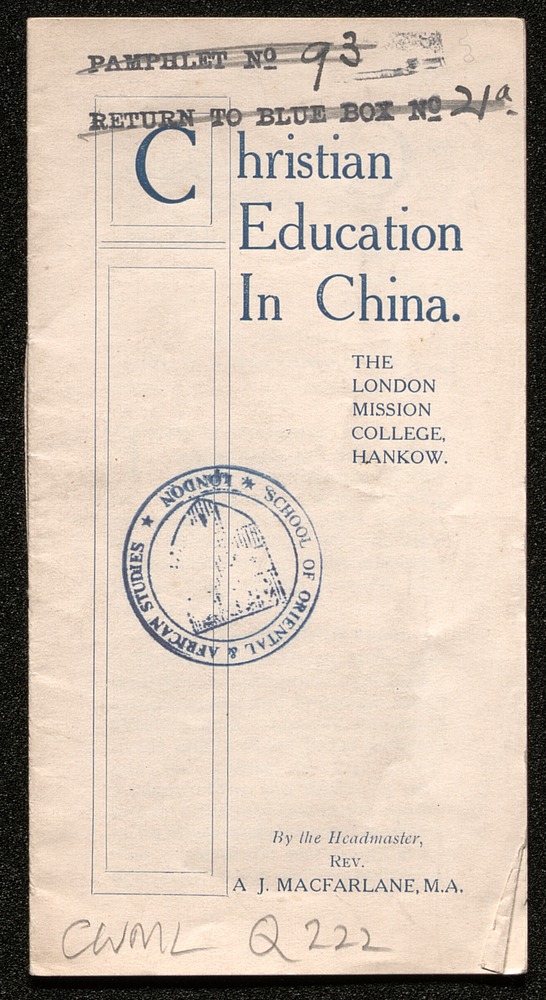 PAMPHLET Nº 93
RETURN TO BLUE BOX Nº 21a.
Christian
Education
In China.
THE
LONDON
MISSION
COLLEGE,
HANKOW.
★ LONDON ★ SCHOOL OF ORIENTAL & AFRICAN STUDIES
By the Headmaster,
REV.
A J. MACFARLANE, M.A.
CWML Q 222